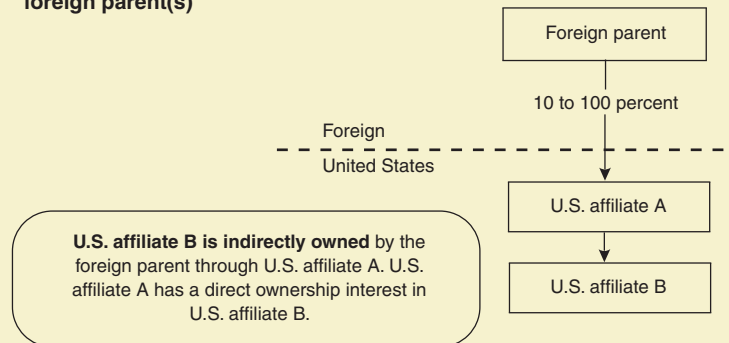 foreign parent(s)
Foreign parent
10 to 100 percent
Foreign
United States
U.S. affiliate A
U.S. affiliate B is indirectly owned by the
foreign parent through U.S. affiliate A. U.S.
affiliate A has a direct ownership interest in
U.S. affiliate B.
U.S. affiliate B